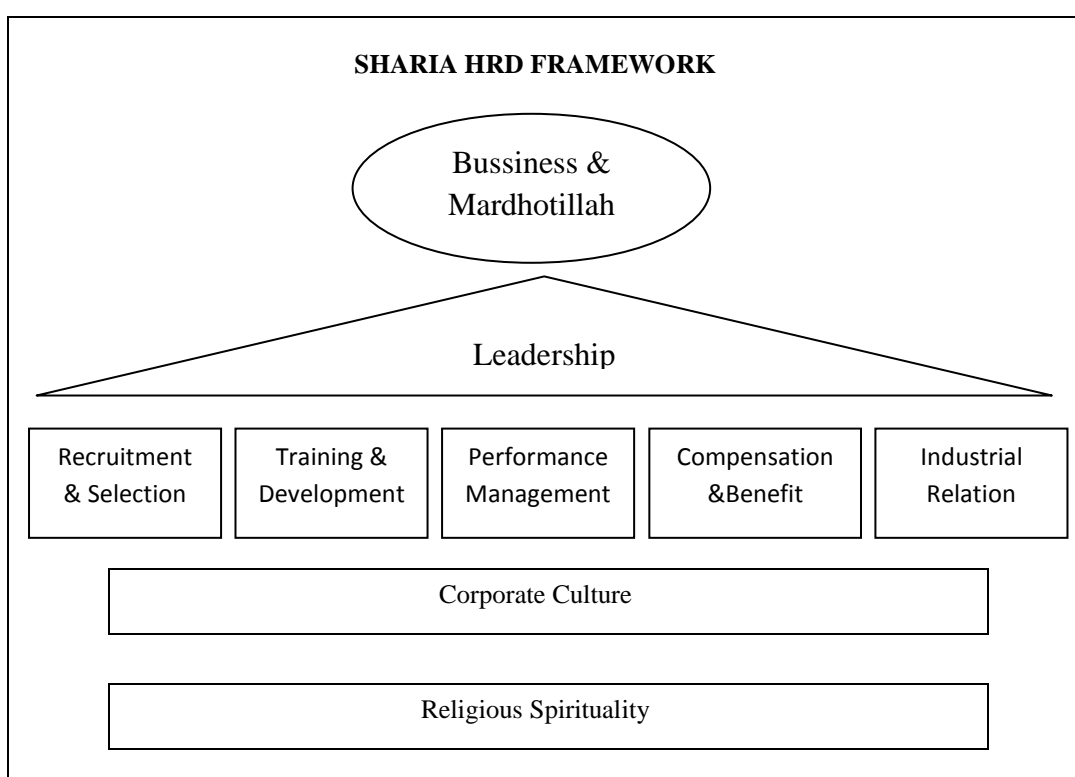 SHARIA HRD FRAMEWORK
Bussiness &
Mardhotillah
Leadership
Recruitment
& Selection
Training &
Development
Performance
Management
Compensation
&Benefit
Industrial
Relation
Corporate Culture
Religious Spirituality